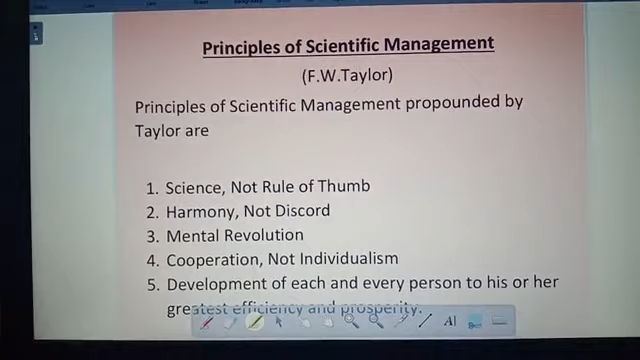 Principles of Scientific Management
(F.W.Taylor)
Principles of Scientific Management propounded by
Taylor are
1. Science, Not Rule of Thumb
2. Harmony, Not Discord
3. Mental Revolution
4. Cooperation, Not Individualism
5. Development of each and every person to his or her
greatest efficiency and prosperity.
AI